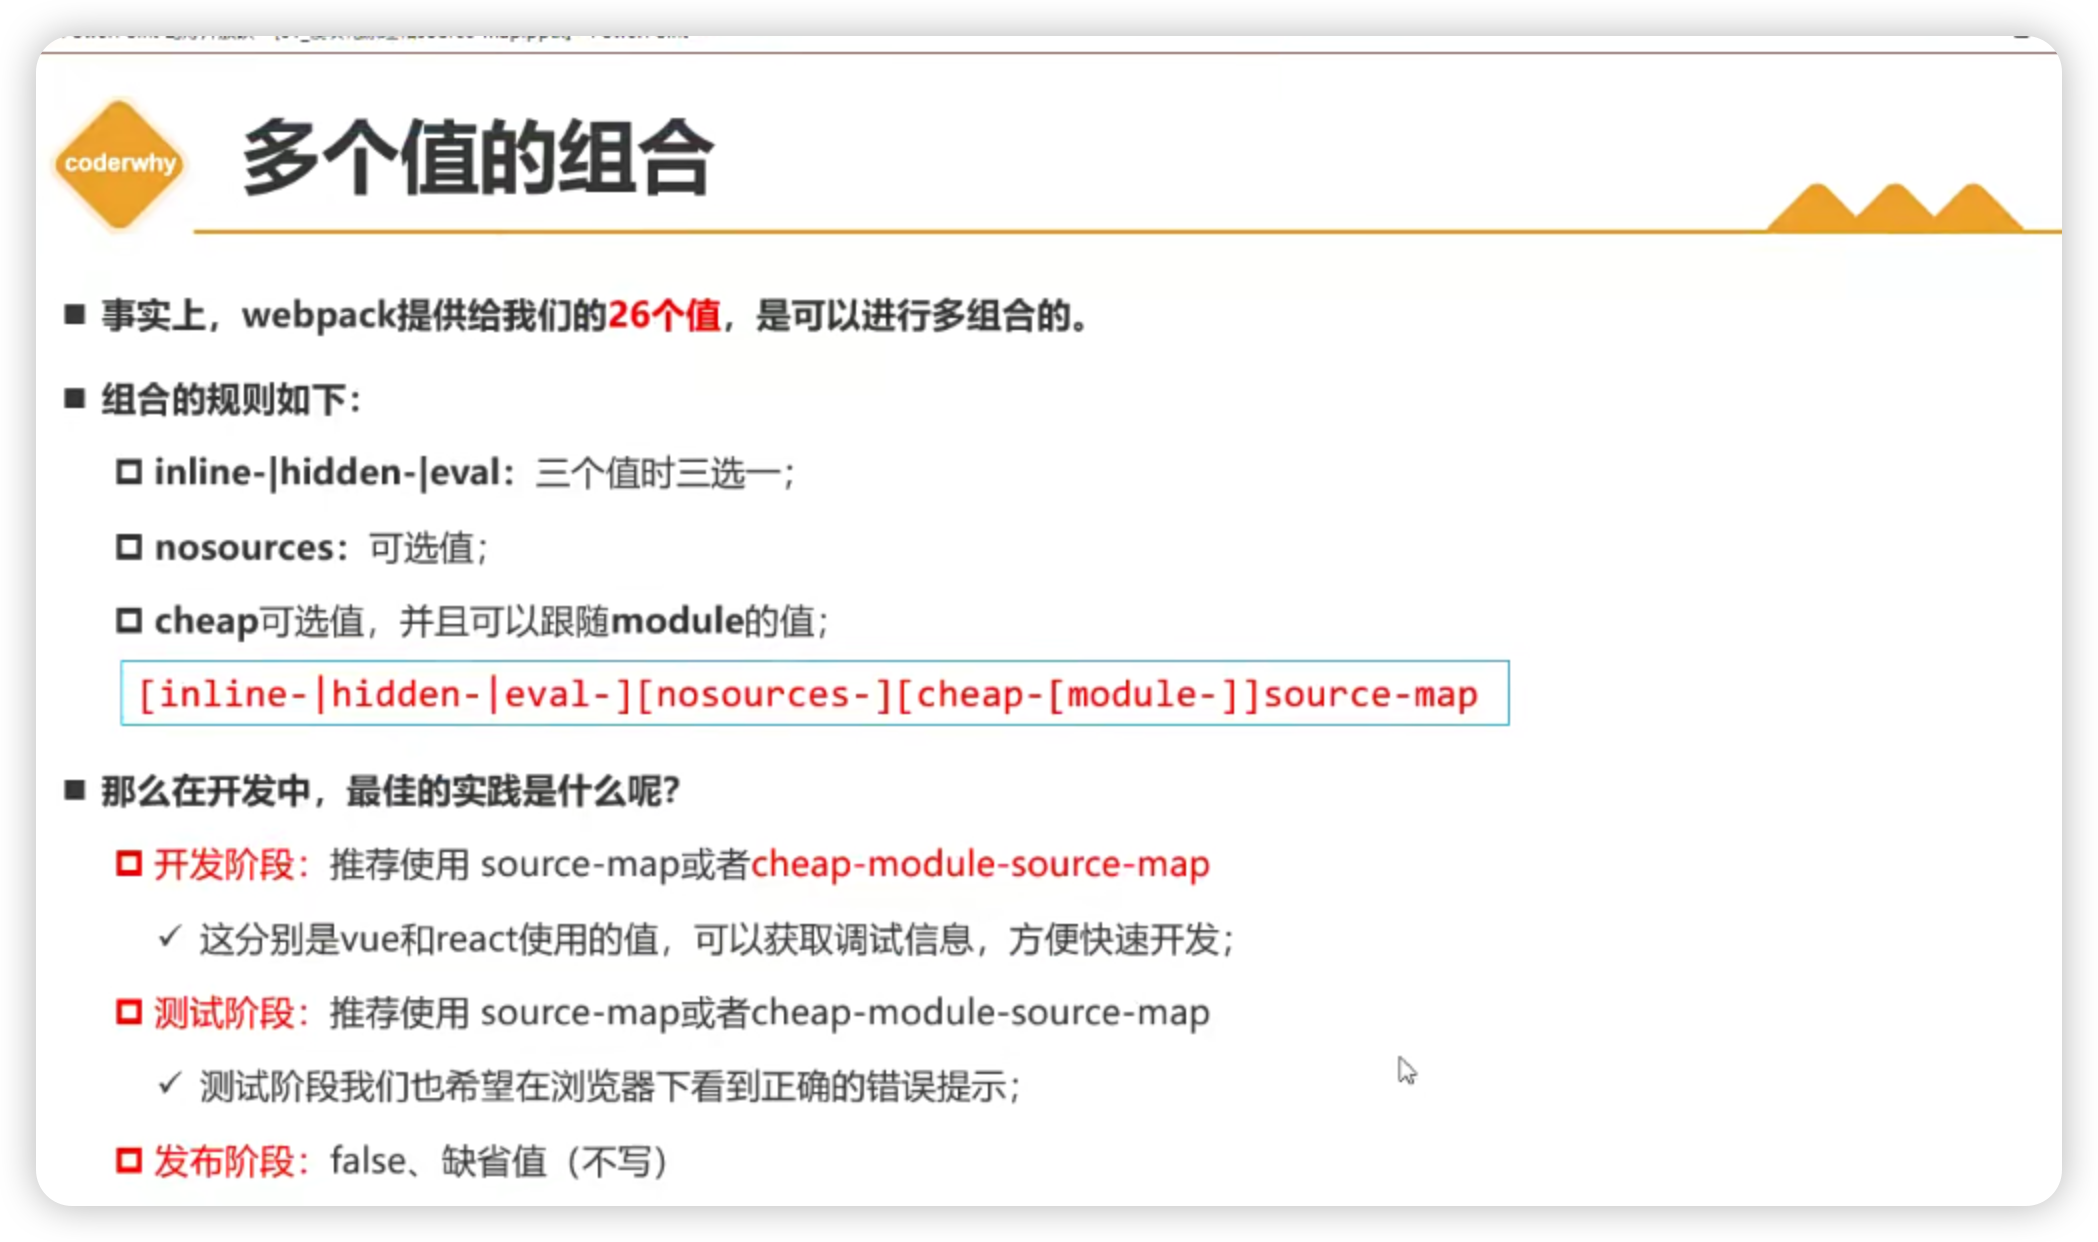 coderwhy
多个值的组合
事实上，webpack提供给我们的26个值，是可以进行多组合的。
组合的规则如下：
inline-|hidden-|eval：三个值时三选一；
nosources：可选值；
cheap可选值，并且可以跟随module的值；
[inline-|hidden-|eval-][nosources-][cheap-[module-]]source-map
那么在开发中，最佳的实践是什么呢？
开发阶段：推荐使用 source-map或者cheap-module-source-map
✓ 这分别是vue和react使用的值，可以获取调试信息，方便快速开发；
测试阶段：推荐使用 source-map或者cheap-module-source-map
✓ 测试阶段我们也希望在浏览器下看到正确的错误提示；
发布阶段：false、缺省值（不写）